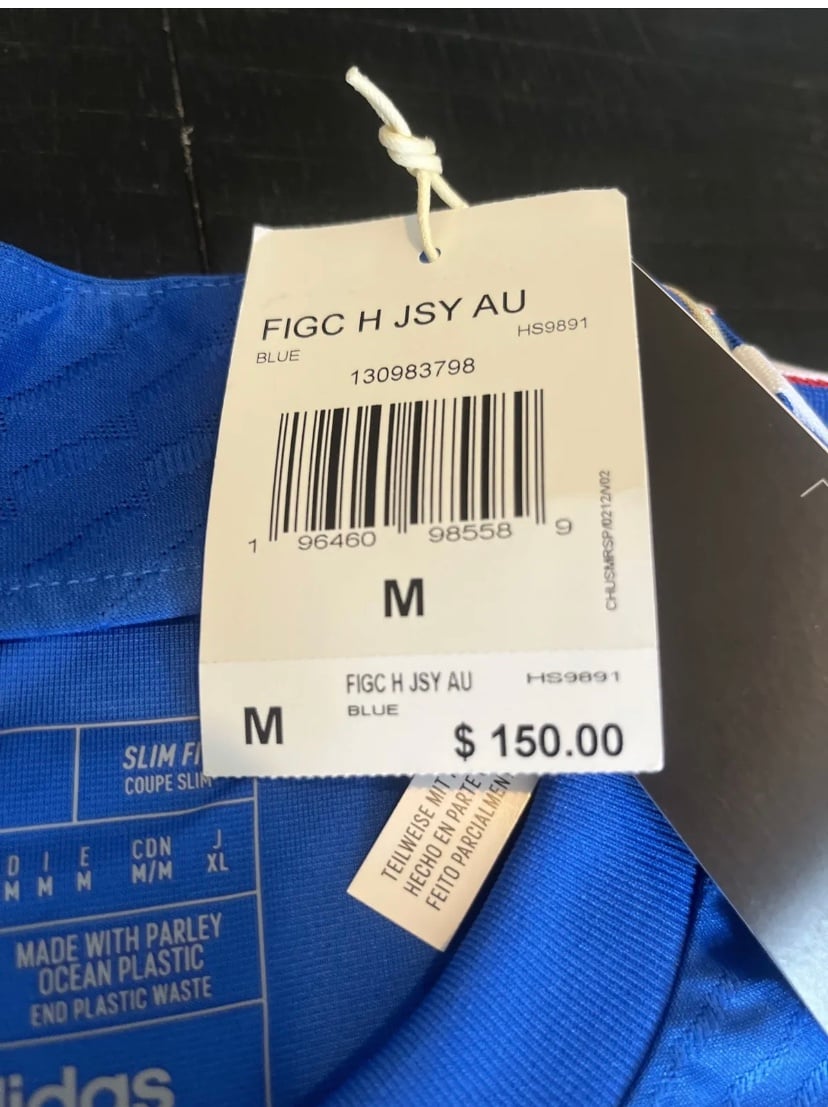 FIGC H JSY AU
BLUE
HS9891
130983798
1 96460 98558 9
CHUSMRSP/0212/V02
M
FIGC H JSY AU
HS9891
BLUE
M
$ 150.00
SLIM
COUPE SLIM
D I E CDN J
M M M M/M XL
MADE WITH PARLEY
OCEAN PLASTIC
END PLASTIC WASTE
TEILWEISE MIT
HECHO EN PARTE
FEITO PARCIALMEN